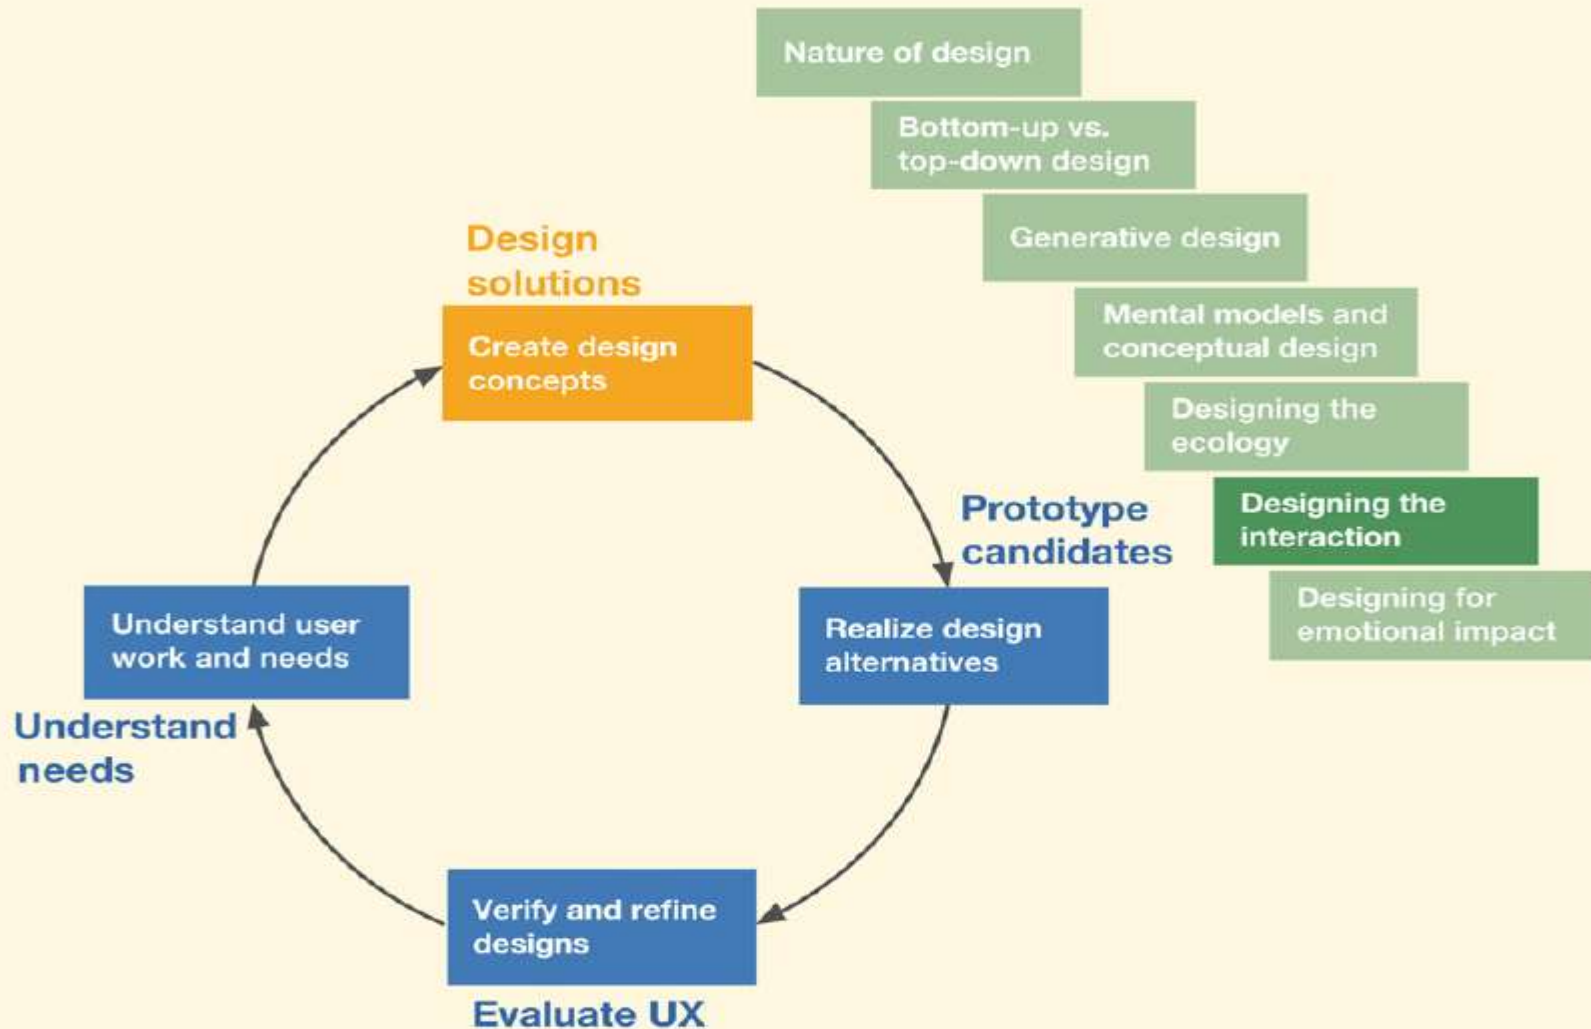 Nature of design
Bottom-up vs.
top-down design
Generative design
Mental models and
conceptual design
Designing the
ecology
Designing the
interaction
Designing for
emotional impact
Design
solutions
Create design
concepts
Prototype
candidates
Realize design
alternatives
Understand user
work and needs
Understand
needs
Verify and refine
designs
Evaluate UX